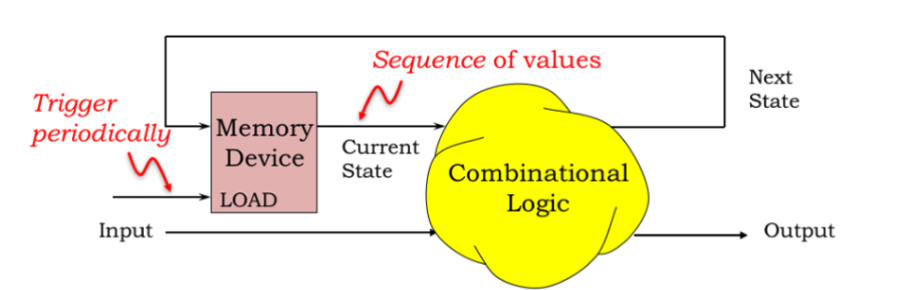 Sequence of values
Next
State
Trigger
periodically
Memory
Device
LOAD
Current
State
Combinational
Logic
Input
Output